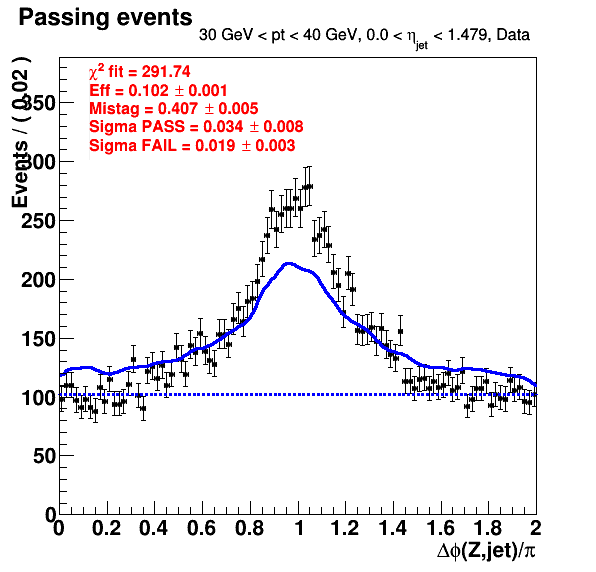 Passing events
30 GeV < pt < 40 GeV, 0.0 < η_jet < 1.479, Data
χ² fit = 291.74
Eff = 0.102 ± 0.001
Mistag = 0.407 ± 0.005
Sigma PASS = 0.034 ± 0.008
Sigma FAIL = 0.019 ± 0.003
Events / ( 0.02 )
350
300
250
200
150
100
50
0
0 0.2 0.4 0.6 0.8 1 1.2 1.4 1.6 1.8 2
Δϕ(Z,jet)/π